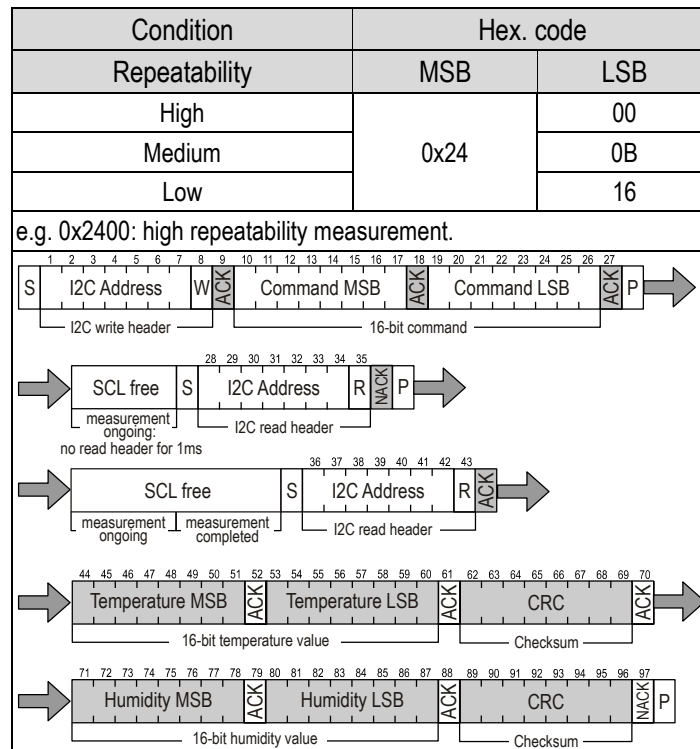 Condition Hex. code
Repeatability MSB LSB
High 0x24 00
Medium 0B
Low 16
e.g. 0x2400: high repeatability measurement.
1 2 3 4 5 6 7 8 9 10 11 12 13 14 15 16 17 18 19 20 21 22 23 24 25 26 27
S I2C Address W ACK Command MSB ACK Command LSB ACK P
I2C write header 16-bit command
28 29 30 31 32 33 34 35
SCL free S I2C Address R NACK P
measurement ongoing: no read header for 1ms I2C read header
36 37 38 39 40 41 42 43
SCL free S I2C Address R ACK
measurement ongoing measurement completed I2C read header
44 45 46 47 48 49 50 51 52 53 54 55 56 57 58 59 60 61 62 63 64 65 66 67 68 69 70
Temperature MSB ACK Temperature LSB ACK CRC ACK
16-bit temperature value Checksum
71 72 73 74 75 76 77 78 79 80 81 82 83 84 85 86 87 88 89 90 91 92 93 94 95 96 97
Humidity MSB ACK Humidity LSB ACK CRC NACK P
16-bit humidity value Checksum